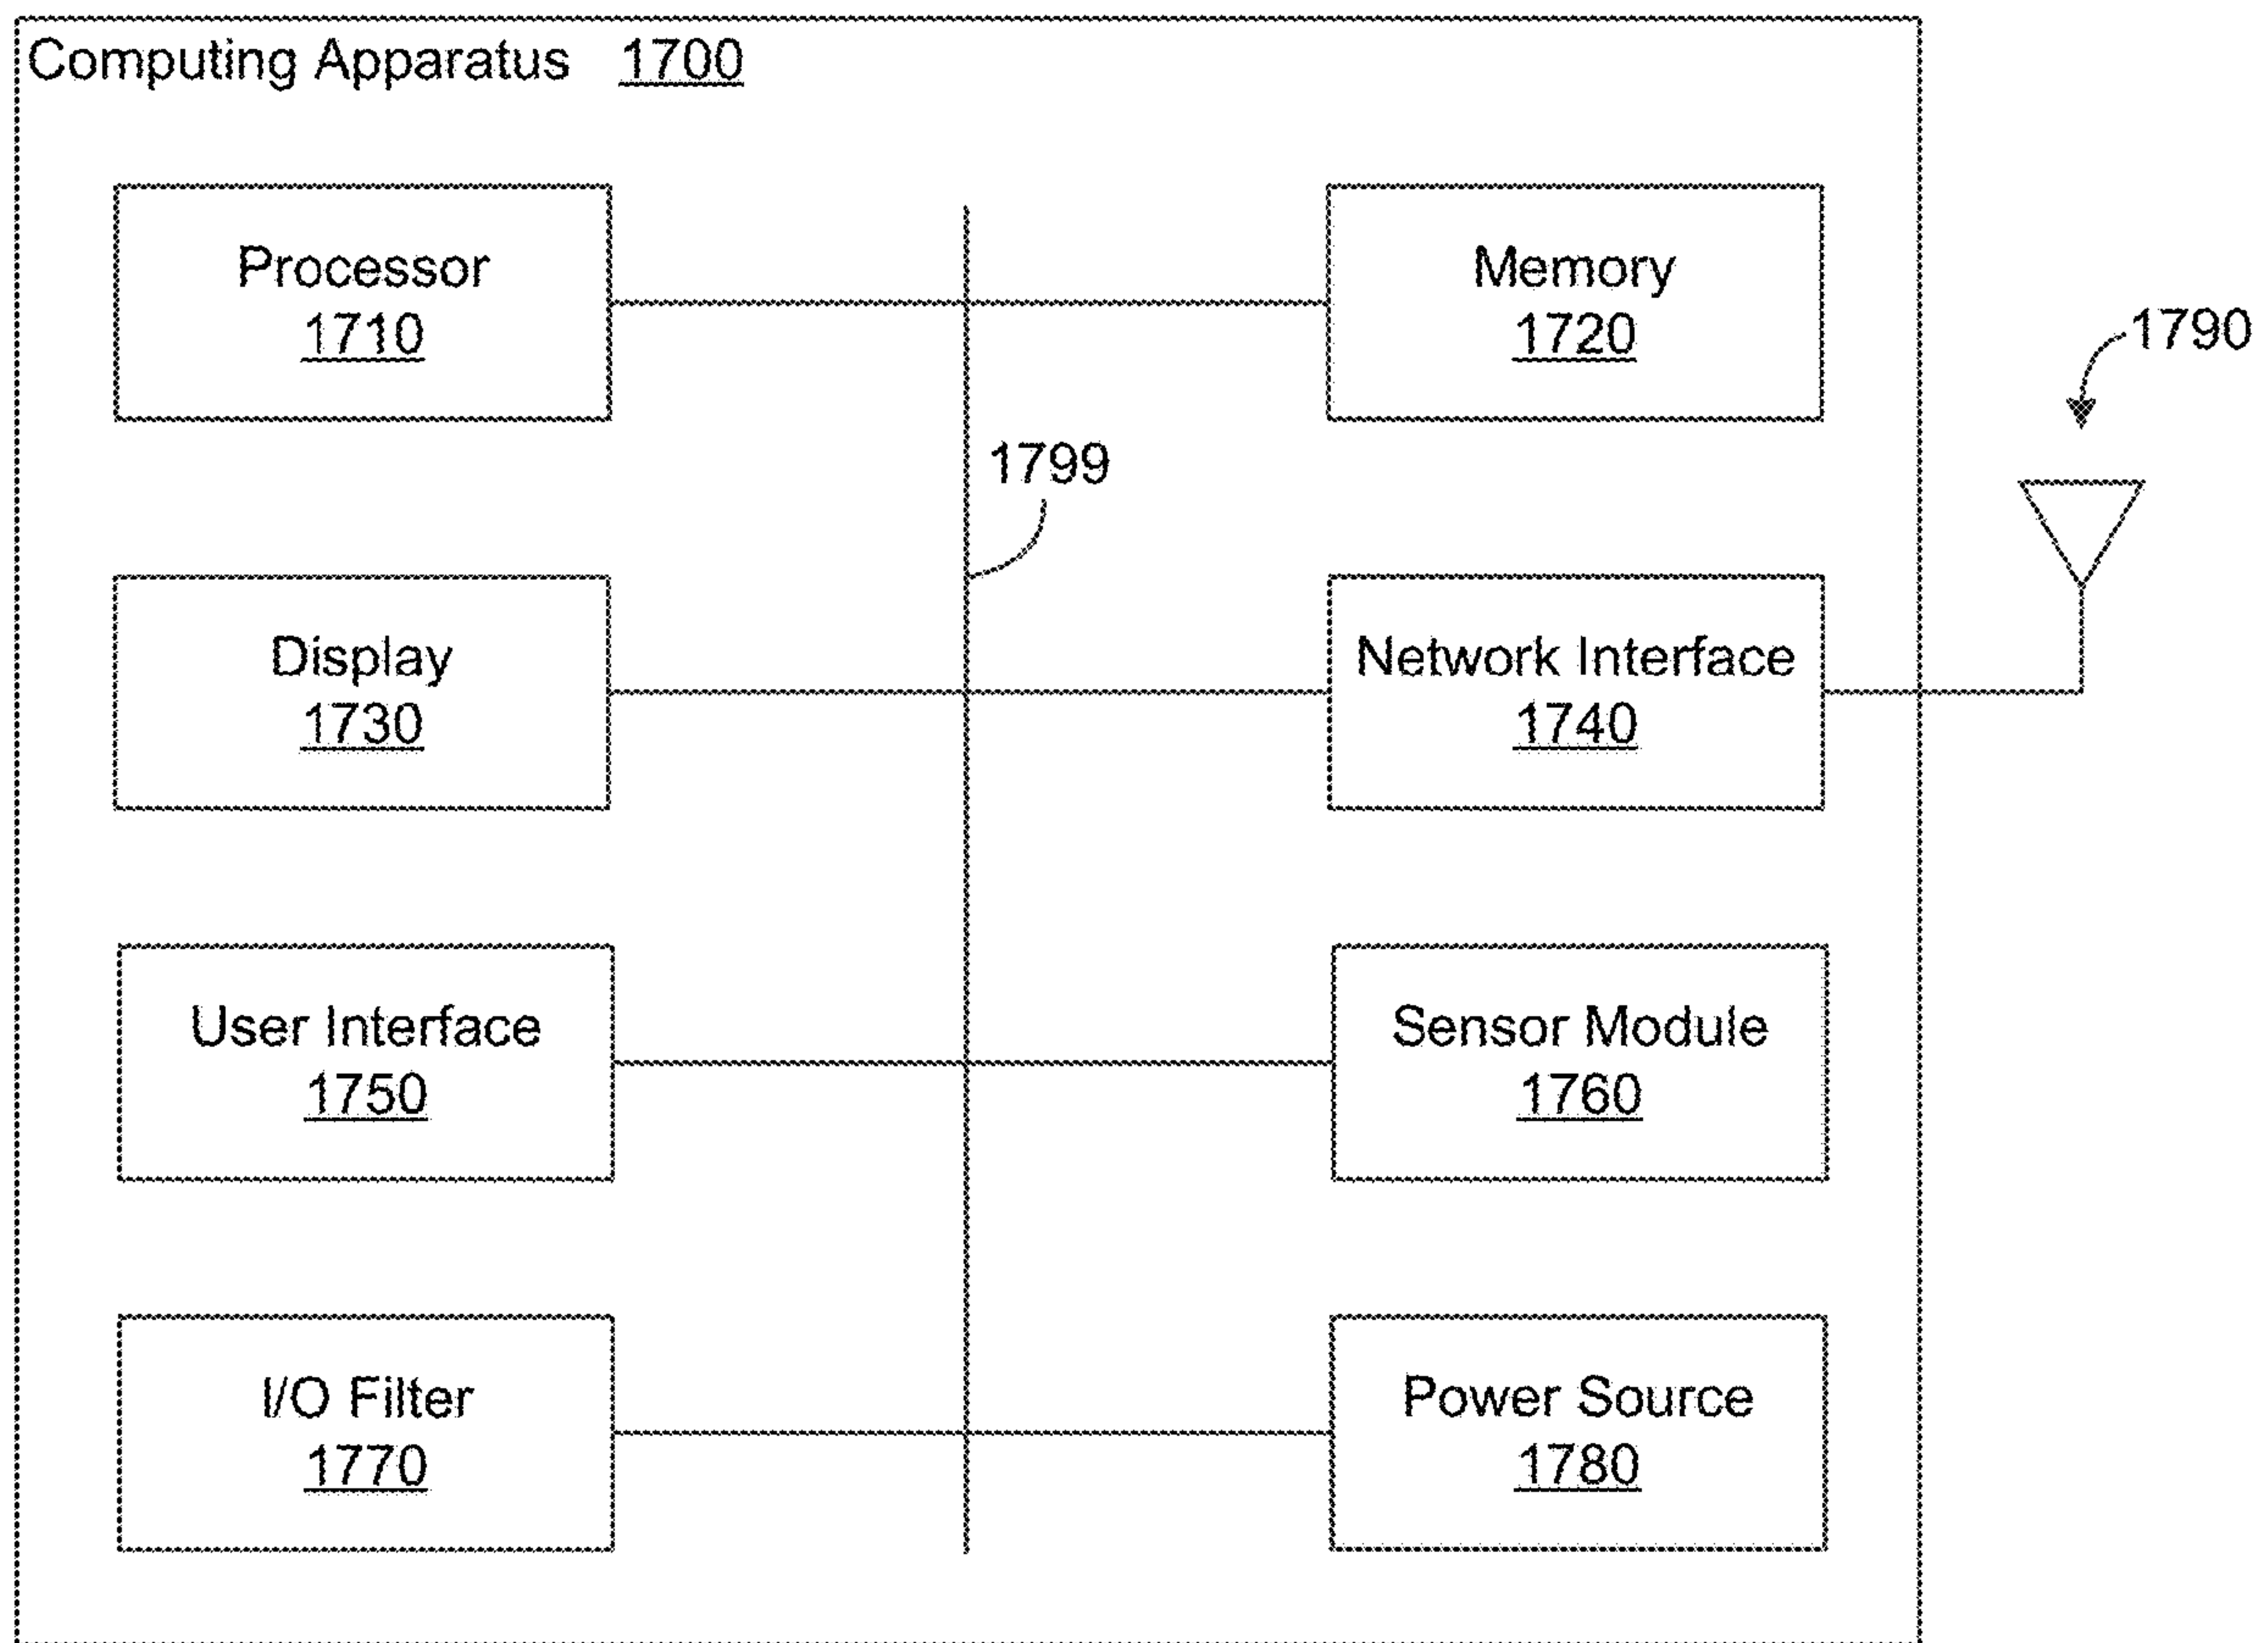 Computing Apparatus 1700
Processor
1710
Memory
1720
1790
1799
Display
1730
Network Interface
1740
User Interface
1750
Sensor Module
1760
I/O Filter
1770
Power Source
1780